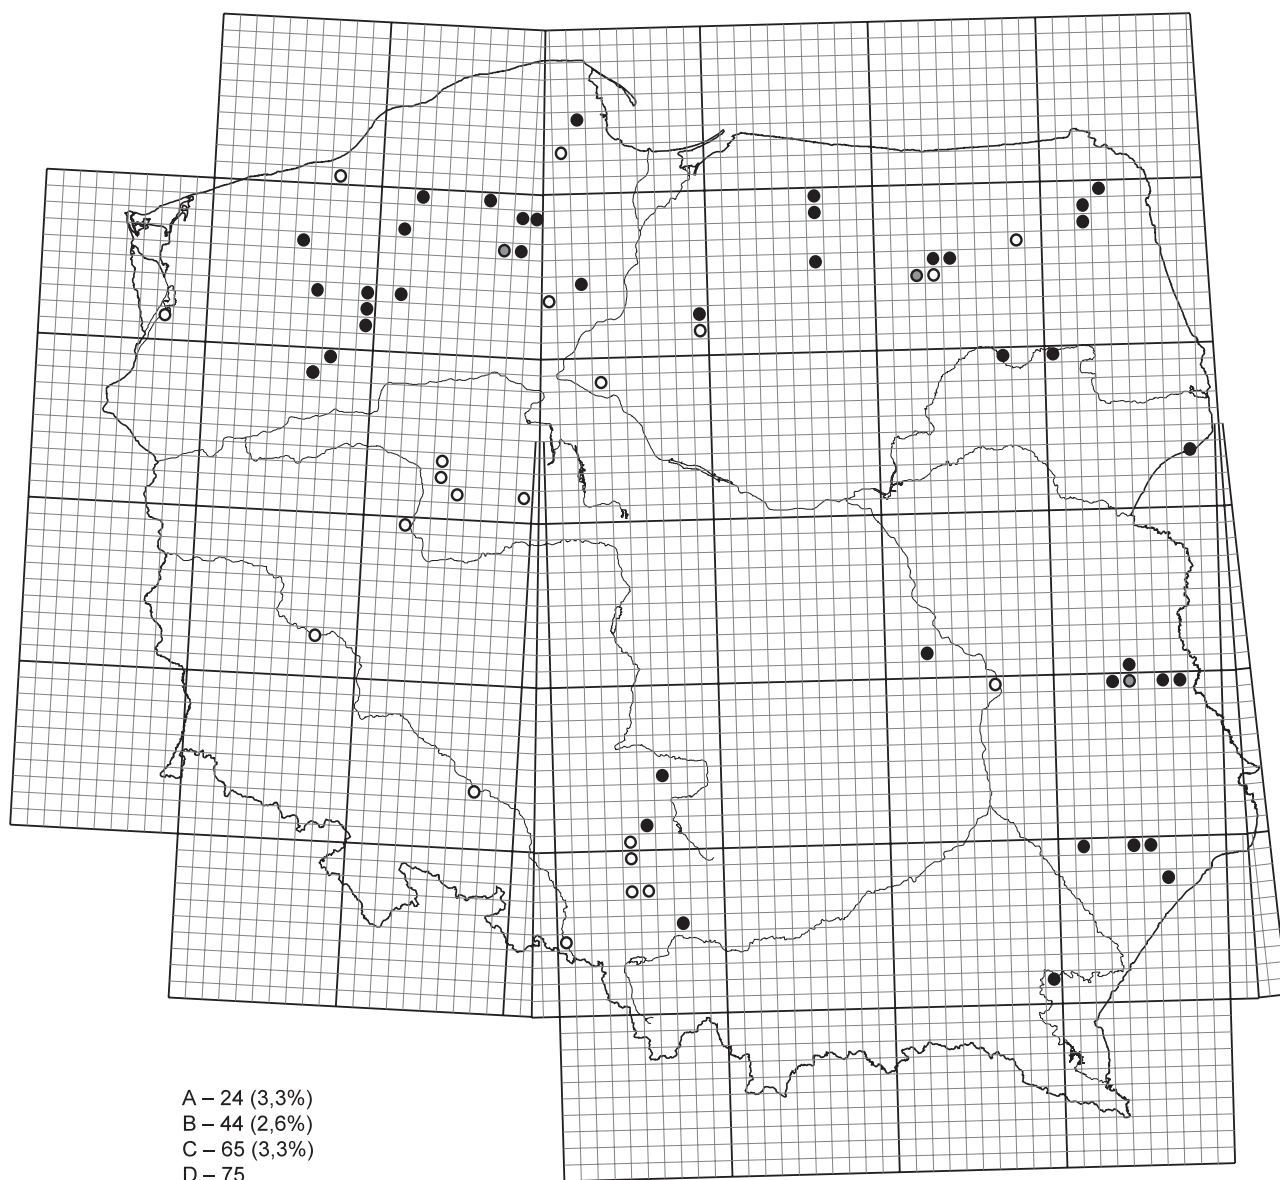 A – 24 (3,3%)
B – 44 (2,6%)
C – 65 (3,3%)
D – 75